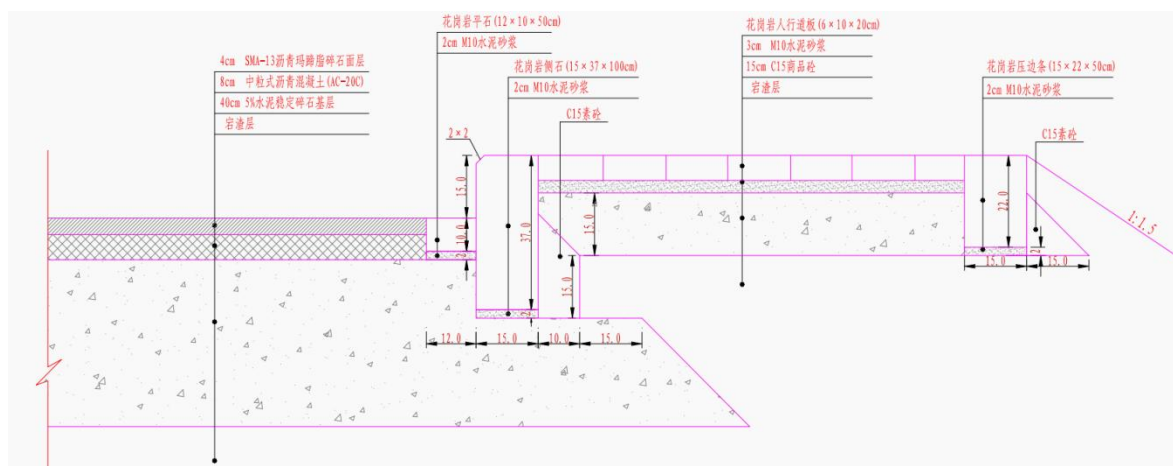 花岗岩平石(12×10×50cm)
2cm M10水泥砂浆
花岗岩人行道板(6×10×20cm)
3cm M10水泥砂浆
15cm C15商品砼
宕渣层
4cm SMA-13沥青玛蹄脂碎石面层
8cm 中粒式沥青混凝土(AC-20C)
40cm 5%水泥稳定碎石基层
宕渣层
花岗岩侧石(15×37×100cm)
2cm M10水泥砂浆
C15素砼
花岗岩压边条(15×22×50cm)
2cm M10水泥砂浆
C15素砼
2×2
15.0
10.0
2
37.0
2
15.0
15.0
22.0
2
1:1.5
15.0
15.0
12.0
15.0
10.0
15.0